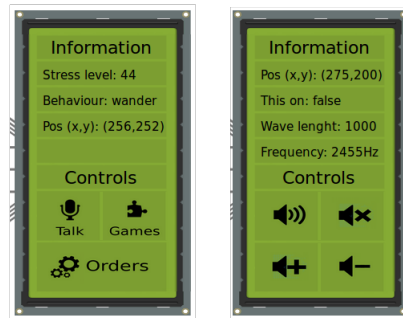 Information
Stress level: 44
Behaviour: wander
Pos (x,y): (256,252)
Controls
Talk Games
Orders
Information
Pos (x,y): (275,200)
This on: false
Wave lenght: 1000
Frequency: 2455Hz
Controls